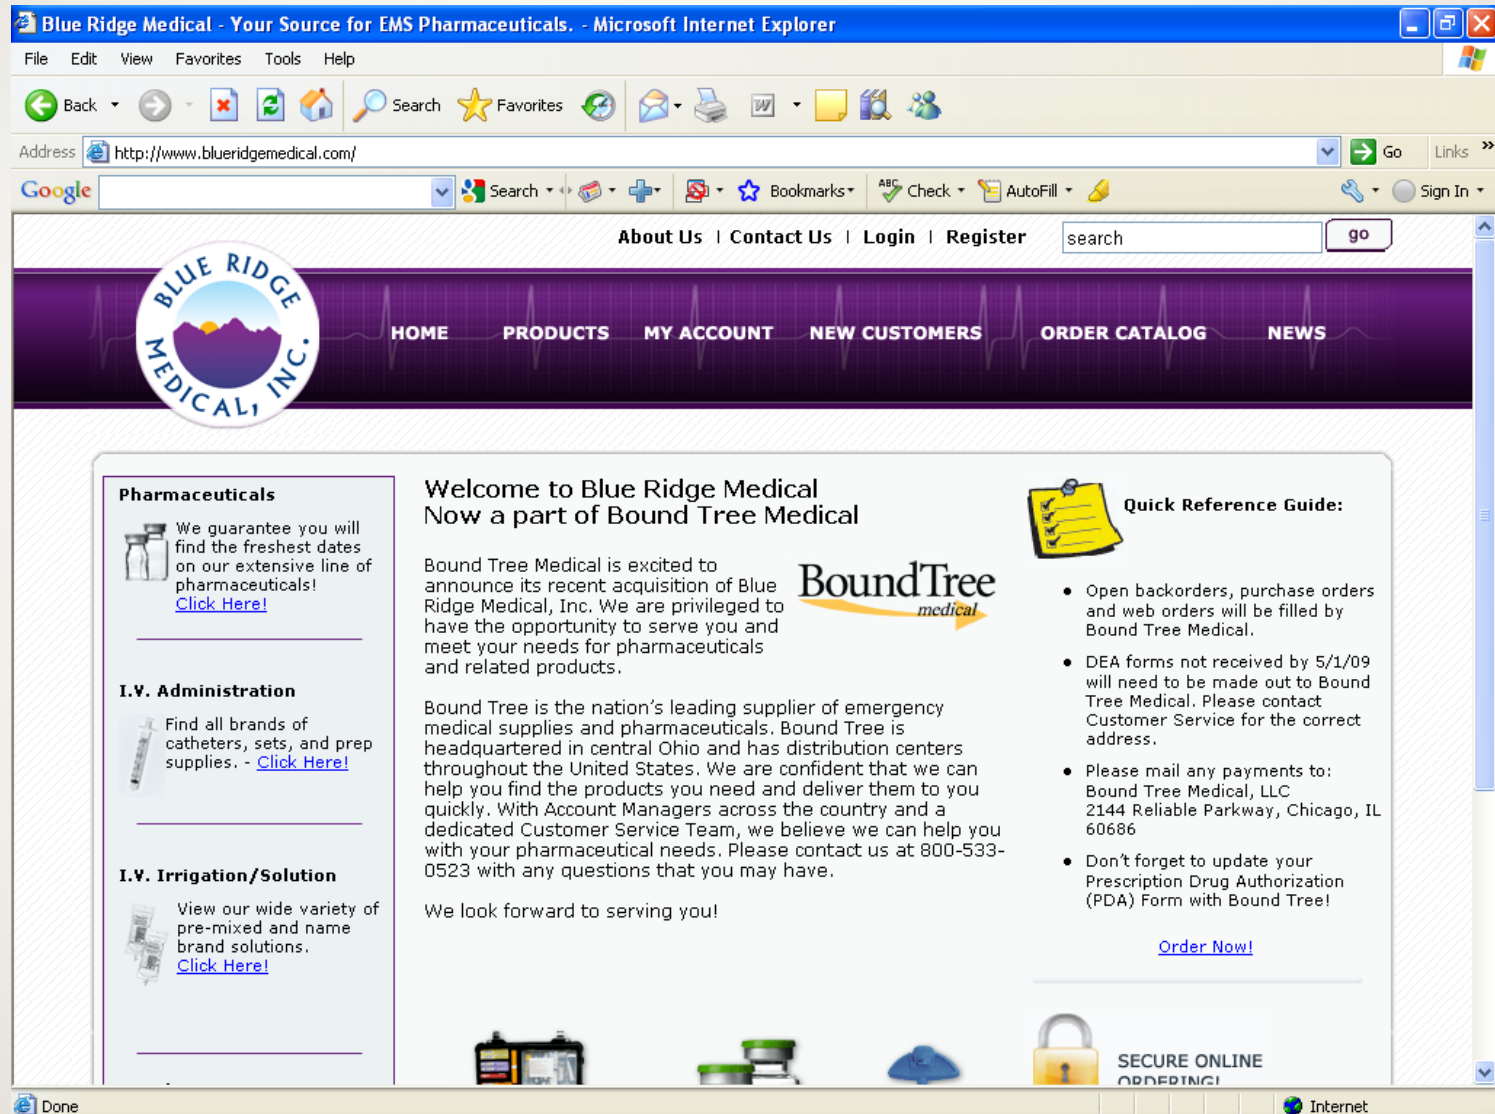 Blue Ridge Medical - Your Source for EMS Pharmaceuticals. - Microsoft Internet Explorer
File Edit View Favorites Tools Help
Back Search Favorites W
Address http://www.blueridgemedical.com/ Go Links »
Google Search Bookmarks ABC Check AutoFill Sign In
About Us | Contact Us | Login | Register search go
BLUE RIDGE MEDICAL, INC.
HOME PRODUCTS MY ACCOUNT NEW CUSTOMERS ORDER CATALOG NEWS
Pharmaceuticals
We guarantee you will
find the freshest dates
on our extensive line of
pharmaceuticals!
Click Here!
I.V. Administration
Find all brands of
catheters, sets, and prep
supplies. - Click Here!
I.V. Irrigation/Solution
View our wide variety of
pre-mixed and name
brand solutions.
Click Here!
Welcome to Blue Ridge Medical
Now a part of Bound Tree Medical
Bound Tree Medical is excited to
announce its recent acquisition of Blue
Ridge Medical, Inc. We are privileged to
have the opportunity to serve you and
meet your needs for pharmaceuticals
and related products.
BoundTree
medical
Bound Tree is the nation's leading supplier of emergency
medical supplies and pharmaceuticals. Bound Tree is
headquartered in central Ohio and has distribution centers
throughout the United States. We are confident that we can
help you find the products you need and deliver them to you
quickly. With Account Managers across the country and a
dedicated Customer Service Team, we believe we can help you
with your pharmaceutical needs. Please contact us at 800-533-
0523 with any questions that you may have.
We look forward to serving you!
Quick Reference Guide:
• Open backorders, purchase orders
and web orders will be filled by
Bound Tree Medical.
• DEA forms not received by 5/1/09
will need to be made out to Bound
Tree Medical. Please contact
Customer Service for the correct
address.
• Please mail any payments to:
Bound Tree Medical, LLC
2144 Reliable Parkway, Chicago, IL
60686
• Don't forget to update your
Prescription Drug Authorization
(PDA) Form with Bound Tree!
Order Now!
SECURE ONLINE
ORDERING!
Done Internet